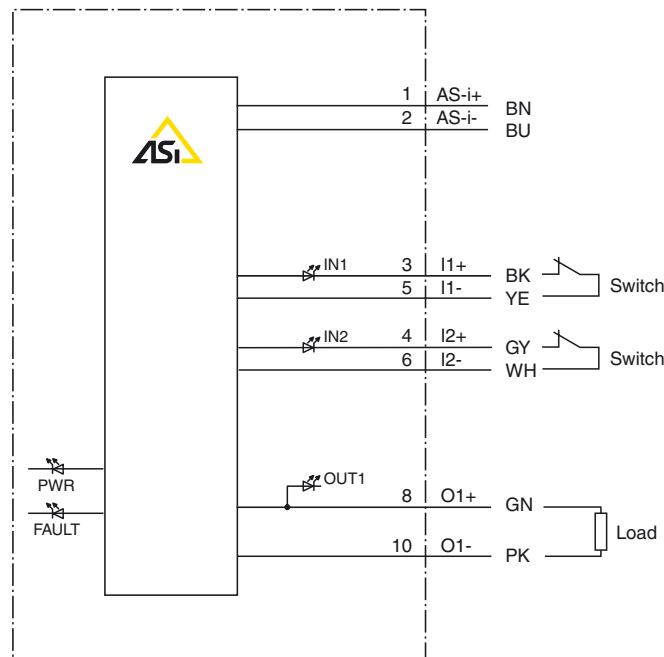 1 AS-i+ BN
2 AS-i- BU
ASi
IN1 3 I1+ BK
5 I1- YE
Switch
IN2 4 I2+ GY
6 I2- WH
Switch
PWR
OUT1
8 O1+ GN
FAULT
Load
10 O1- PK